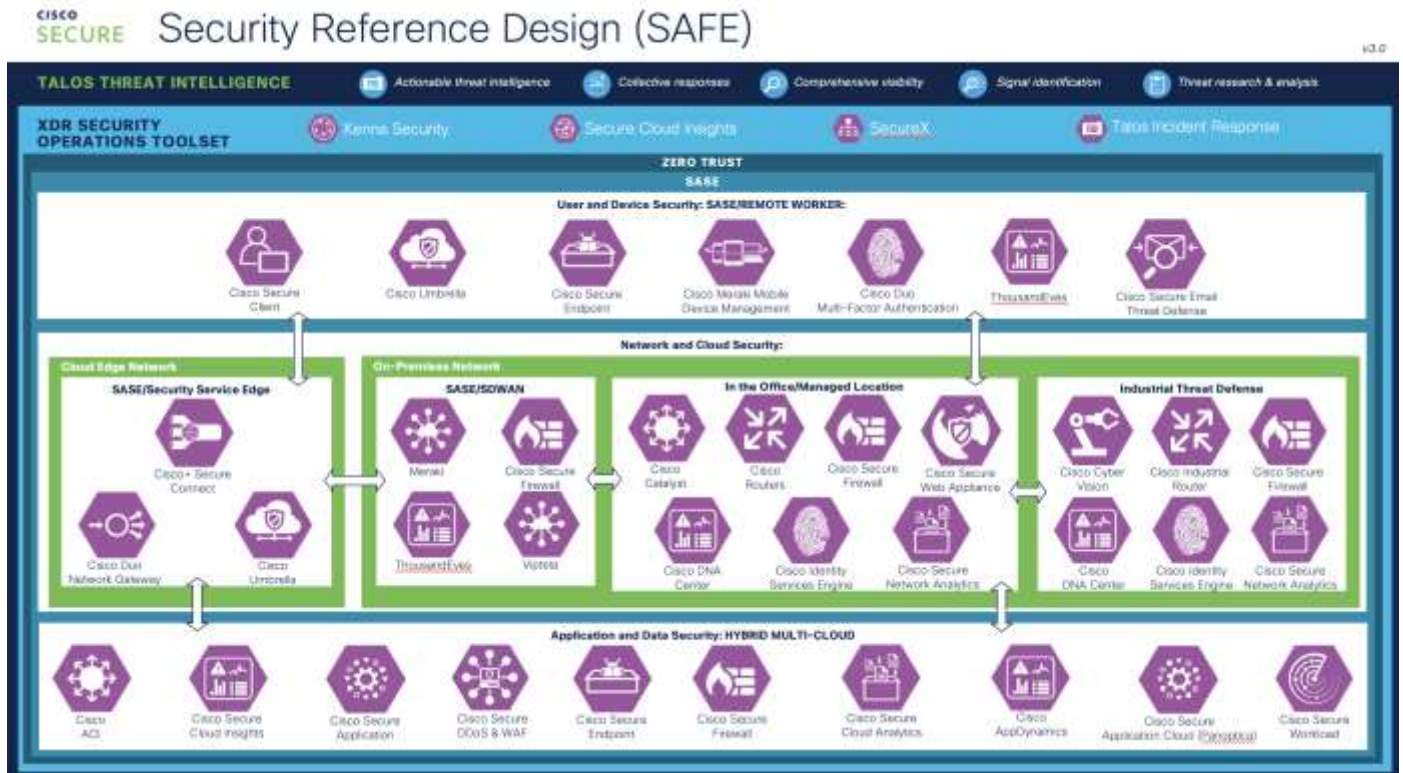 CISCO
SECURE
Security Reference Design (SAFE)
v3.0
TALOS THREAT INTELLIGENCE
Actionable threat intelligence
Collective responses
Comprehensive visibility
Signal identification
Threat research & analysis
XDR SECURITY
OPERATIONS TOOLSET
Kenna Security
Secure Cloud Insights
SecureX
Talos Incident Response
ZERO TRUST
SASE
User and Device Security: SASE/REMOTE WORKER:
Cisco Secure
Client
Cisco Umbrella
Cisco Secure
Endpoint
Cisco Meraki Mobile
Device Management
Cisco Duo
Multi-Factor Authentication
ThousandEyes
Cisco Secure Email
Threat Defense
Network and Cloud Security:
Cloud Edge Network
SASE/Security Service Edge
Cisco+ Secure
Connect
Cisco Duo
Network Gateway
Cisco
Umbrella
On-Premises Network
SASE/SDWAN
Meraki
Cisco Secure
Firewall
ThousandEyes
Viptela
In the Office/Managed Location
Cisco
Catalyst
Cisco
Routers
Cisco Secure
Firewall
Cisco Secure
Web Appliance
Cisco DNA
Center
Cisco Identity
Services Engine
Cisco Secure
Network Analytics
Industrial Threat Defense
Cisco Cyber
Vision
Cisco Industrial
Router
Cisco Secure
Firewall
Cisco
DNA Center
Cisco Identity
Services Engine
Cisco Secure
Network Analytics
Application and Data Security: HYBRID MULTI-CLOUD
Cisco
ACI
Cisco Secure
Cloud Insights
Cisco Secure
Application
Cisco Secure
DDoS & WAF
Cisco Secure
Endpoint
Cisco Secure
Firewall
Cisco Secure
Cloud Analytics
Cisco
AppDynamics
Cisco Secure
Application Cloud (Panoptica)
Cisco Secure
Workload